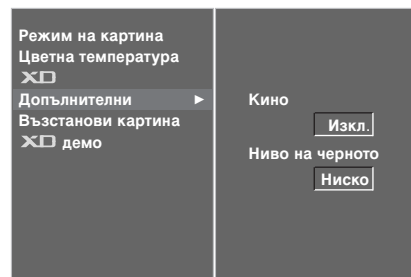 Режим на картина
Цветна температура
XD
Допълнителни ►
Възстанови картина
XD демо
Кино
Изкл.
Ниво на черното
Ниско